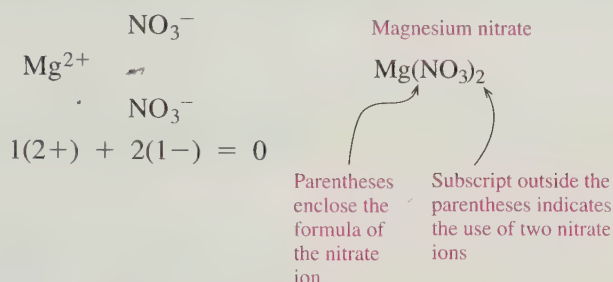 NO₃⁻
Mg²⁺
NO₃⁻
1(2+) + 2(1−) = 0
Magnesium nitrate
Mg(NO₃)₂
Parentheses
enclose the
formula of
the nitrate
ion
Subscript outside the
parentheses indicates
the use of two nitrate
ions